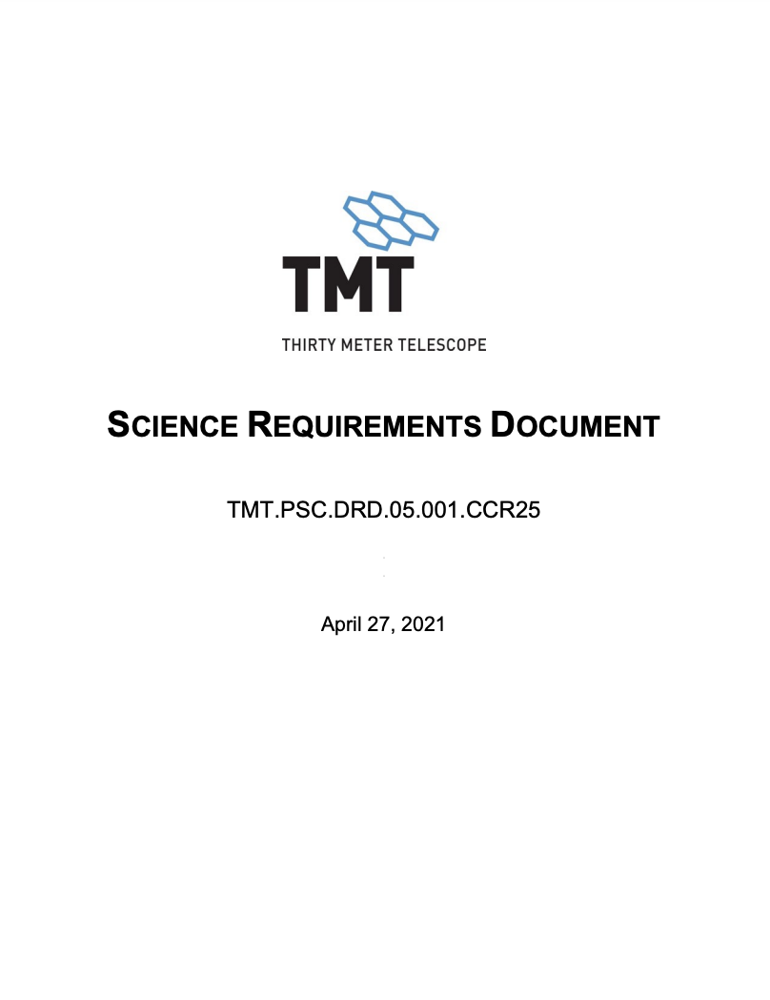 TMT
THIRTY METER TELESCOPE
SCIENCE REQUIREMENTS DOCUMENT
TMT.PSC.DRD.05.001.CCR25
April 27, 2021